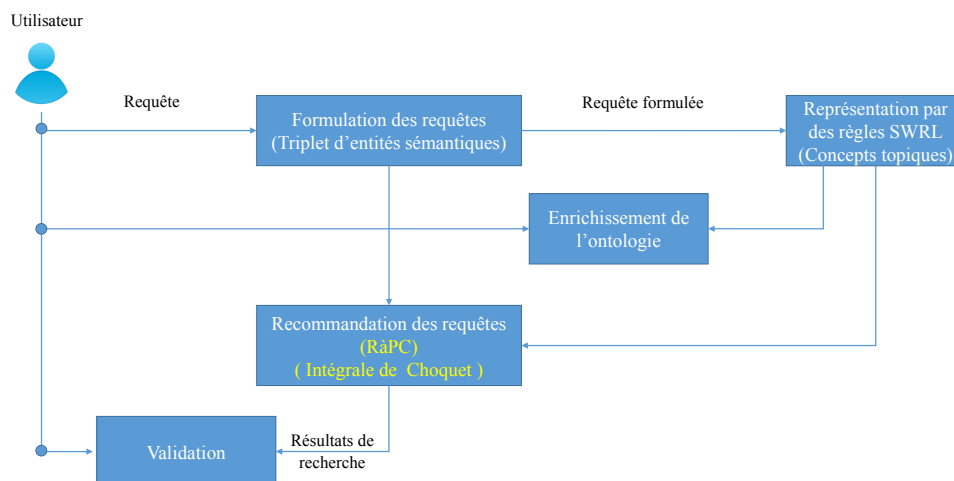 Utilisateur
Requête
Formulation des requêtes
(Triplet d'entités sémantiques)
Requête formulée
Représentation par
des règles SWRL
(Concepts topiques)
Enrichissement de
l'ontologie
Recommandation des requêtes
(RàPC)
( Intégrale de Choquet )
Validation
Résultats de
recherche